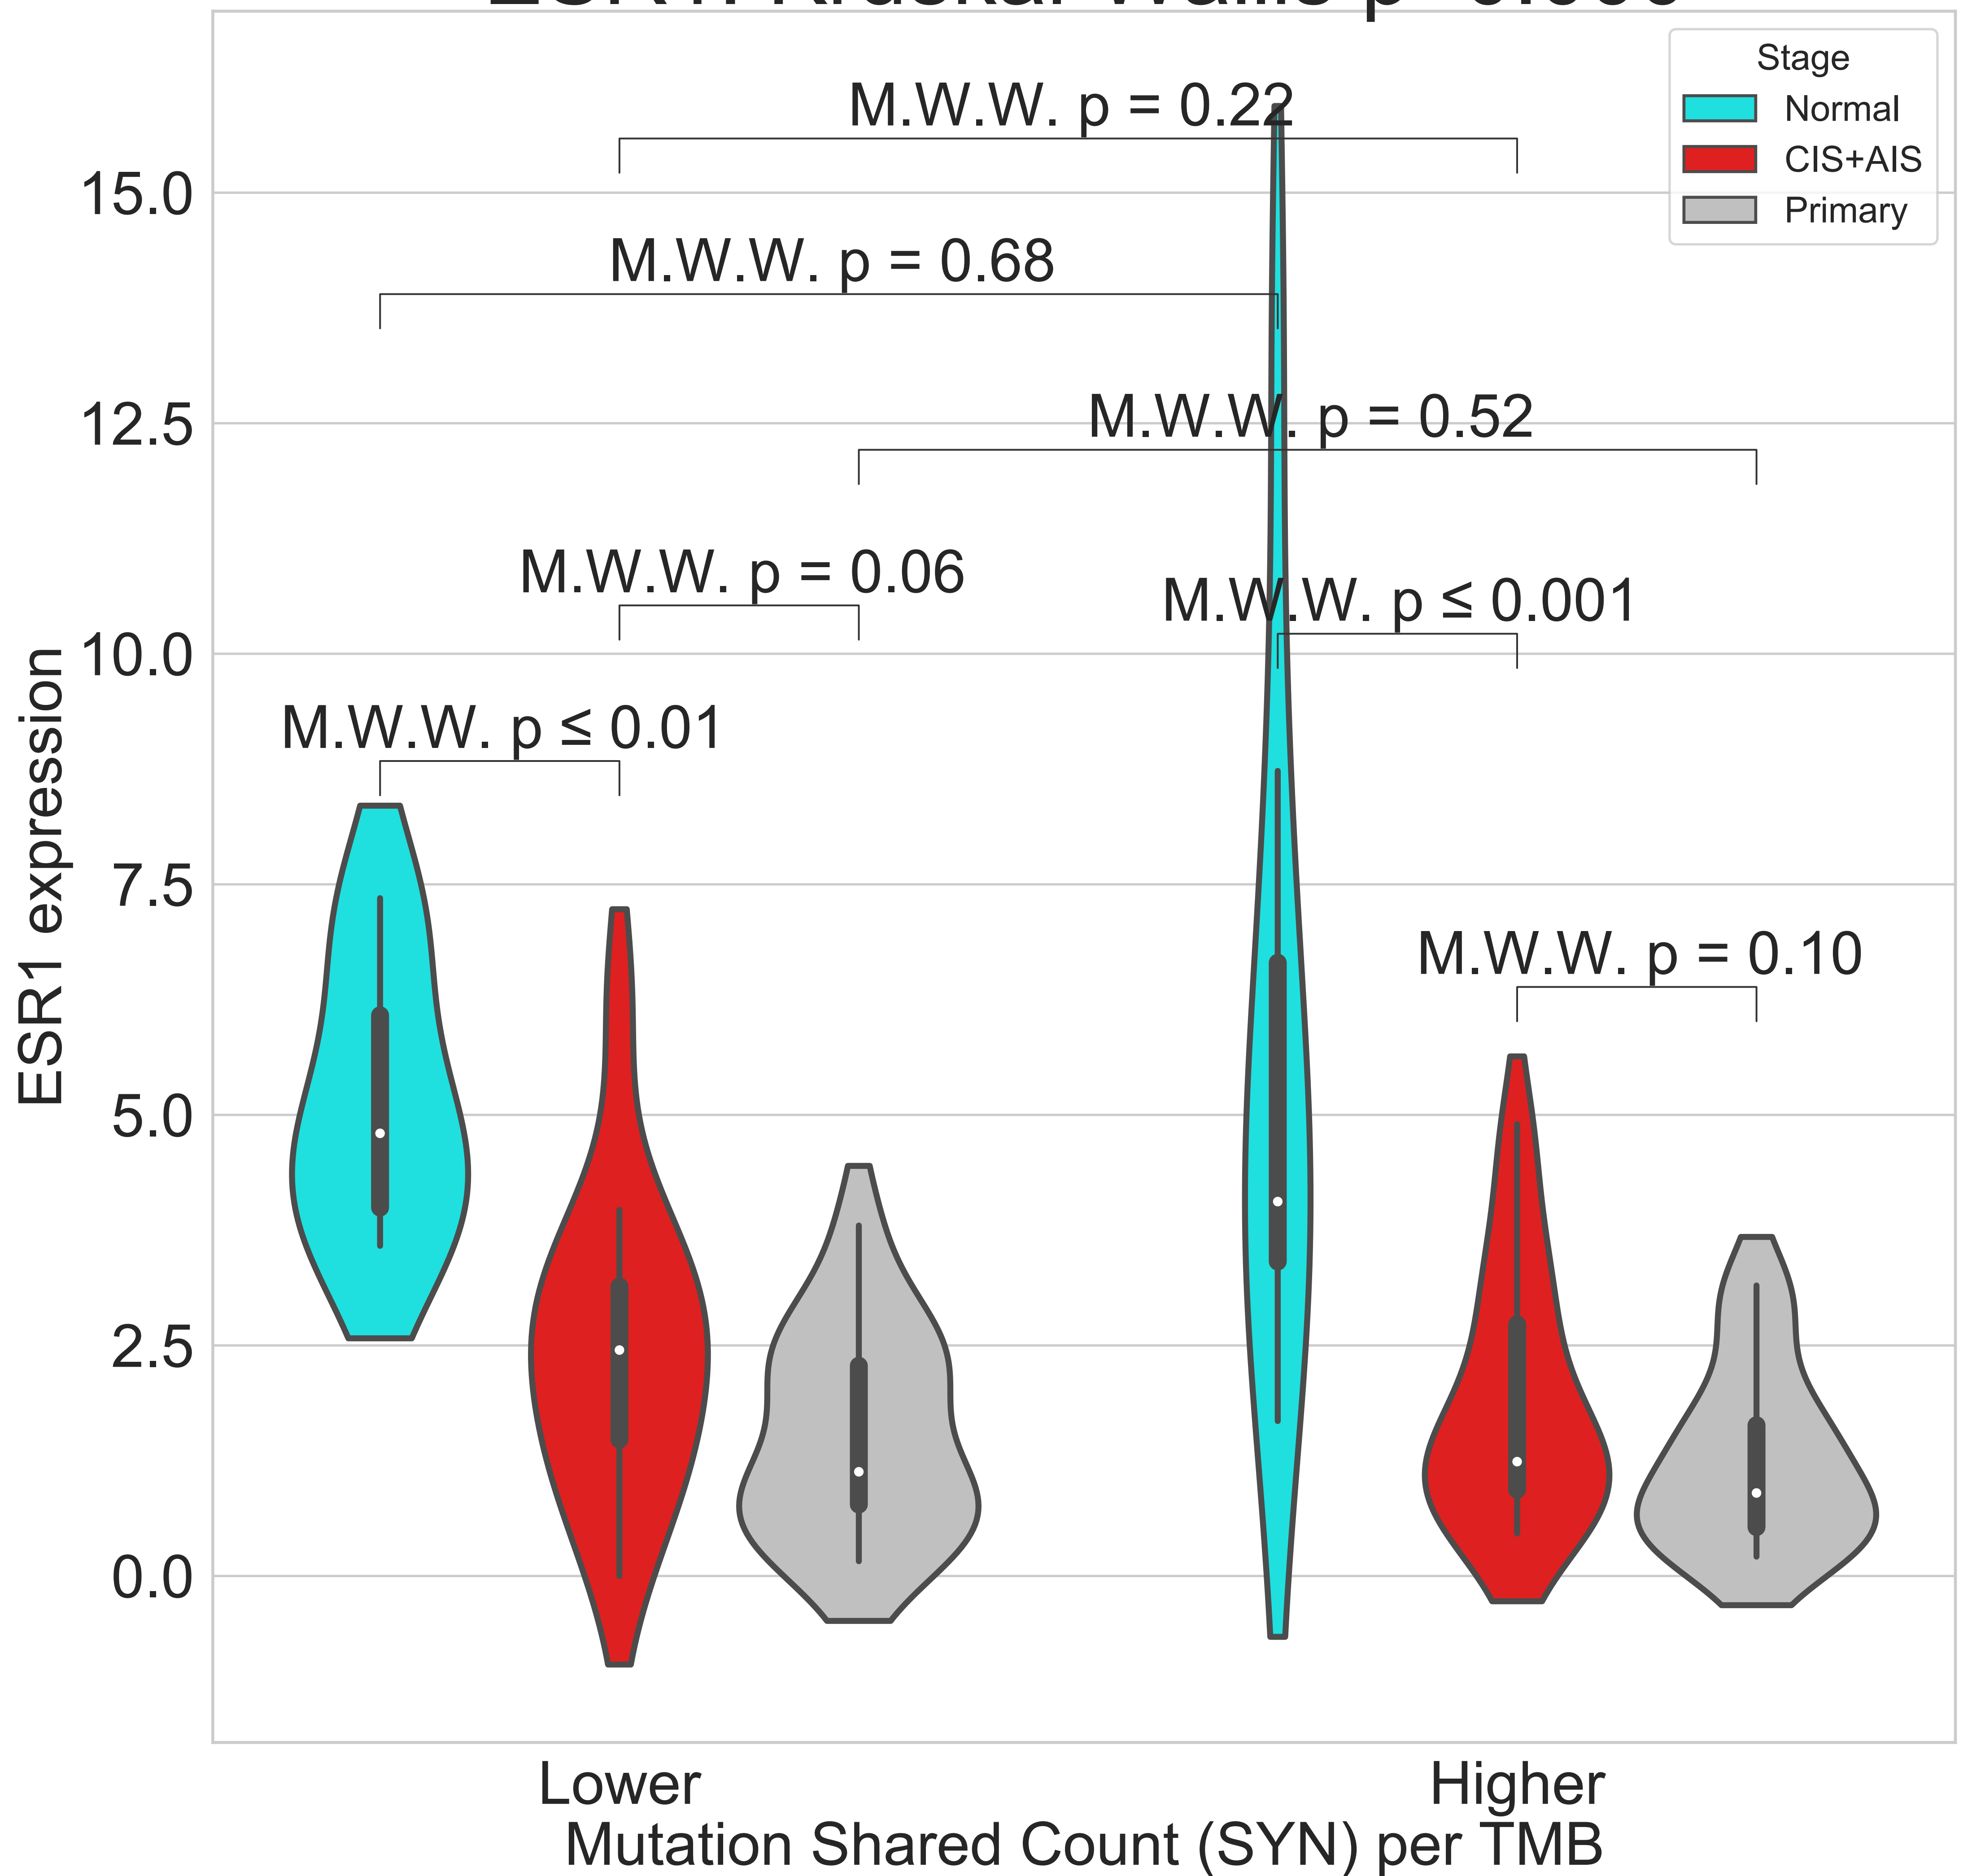 Stage
Normal
CIS+AIS
Primary
M.W.W. p = 0.22
M.W.W. p = 0.68
M.W.W. p = 0.52
M.W.W. p = 0.06
M.W.W. p ≤ 0.001
M.W.W. p ≤ 0.01
M.W.W. p = 0.10
15.0
12.5
10.0
7.5
5.0
2.5
0.0
ESR1 expression
Lower
Higher
Mutation Shared Count (SYN) per TMB